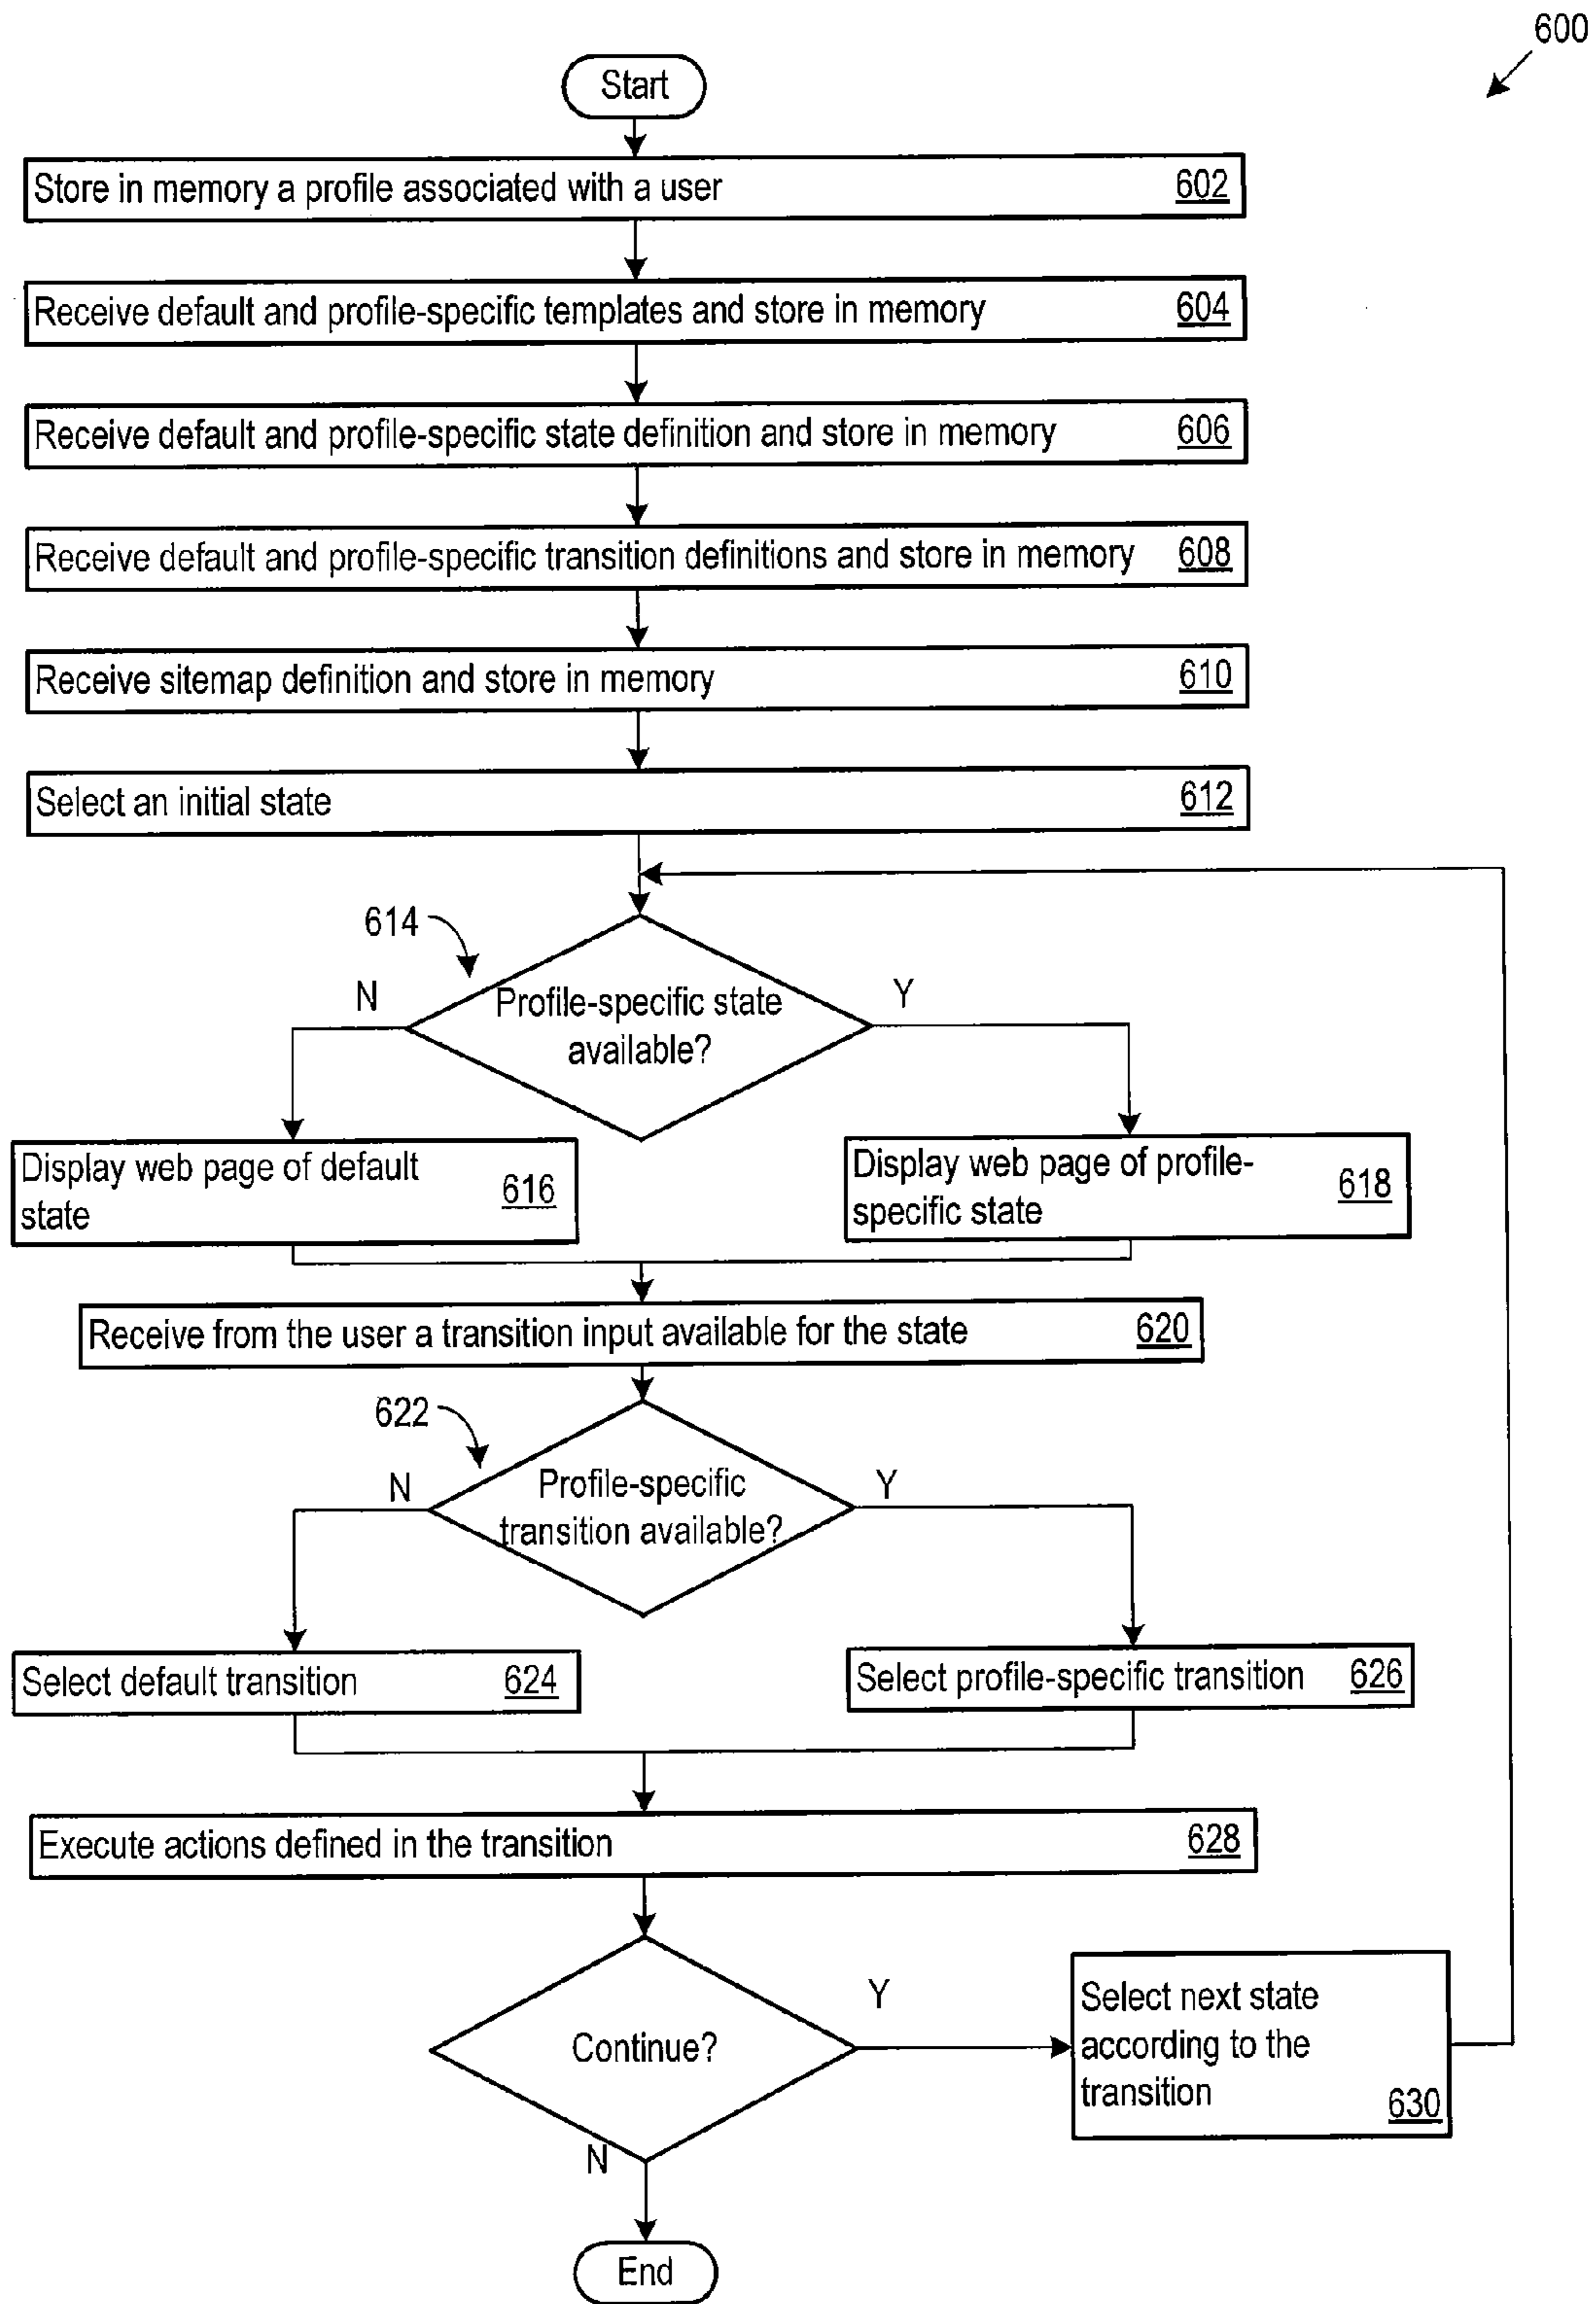 600
Start
Store in memory a profile associated with a user 602
Receive default and profile-specific templates and store in memory 604
Receive default and profile-specific state definition and store in memory 606
Receive default and profile-specific transition definitions and store in memory 608
Receive sitemap definition and store in memory 610
Select an initial state 612
614
N
Y
Profile-specific state
available?
Display web page of default
state
616
Display web page of profile-
specific state
618
Receive from the user a transition input available for the state 620
622
N
Y
Profile-specific
transition available?
Select default transition 624
Select profile-specific transition 626
Execute actions defined in the transition 628
Continue?
Y
Select next state
according to the
transition
630
N
End